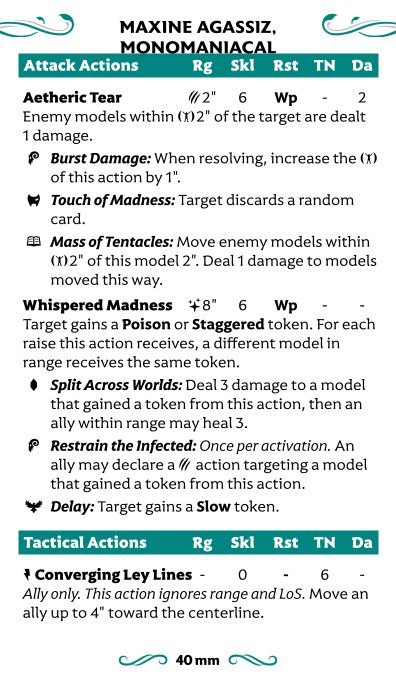 MAXINE AGASSIZ,
MONOMANIACAL
Attack Actions Rg Skl Rst TN Da
Aetheric Tear 2" 6 Wp - 2
Enemy models within 2" of the target are dealt
1 damage.
Burst Damage: When resolving, increase the
of this action by 1".
Touch of Madness: Target discards a random
card.
Mass of Tentacles: Move enemy models within
2" of this model 2". Deal 1 damage to models
moved this way.
Whispered Madness 8" 6 Wp - -
Target gains a Poison or Staggered token. For each
raise this action receives, a different model in
range receives the same token.
Split Across Worlds: Deal 3 damage to a model
that gained a token from this action, then an
ally within range may heal 3.
Restrain the Infected: Once per activation. An
ally may declare a action targeting a model
that gained a token from this action.
Delay: Target gains a Slow token.
Tactical Actions Rg Skl Rst TN Da
Converging Ley Lines - 0 - 6 -
Ally only. This action ignores range and LoS. Move an
ally up to 4" toward the centerline.
40 mm